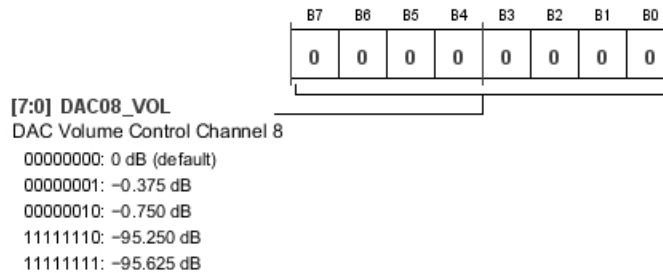 B7 B6 B5 B4 B3 B2 B1 B0
0 0 0 0 0 0 0 0
[7:0] DAC08_VOL
DAC Volume Control Channel 8
00000000: 0 dB (default)
00000001: −0.375 dB
00000010: −0.750 dB
11111110: −95.250 dB
11111111: −95.625 dB